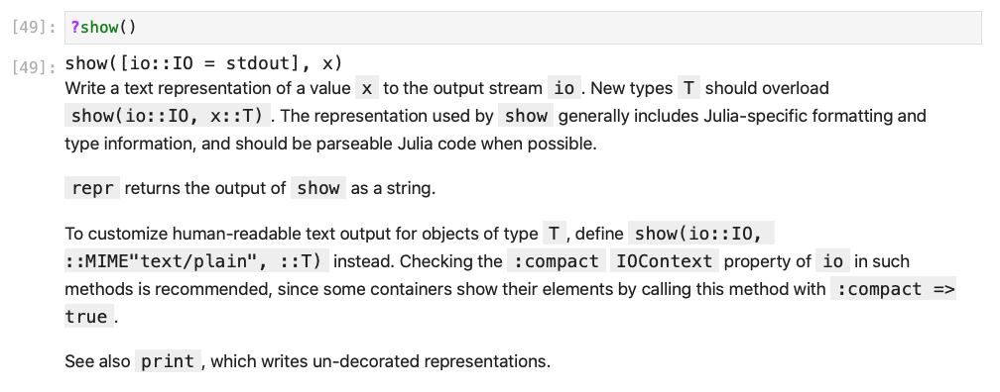 [49]: ?show()
[49]: show([io::IO = stdout], x)
Write a text representation of a value x to the output stream io . New types T should overload
show(io::IO, x::T) . The representation used by show generally includes Julia-specific formatting and
type information, and should be parseable Julia code when possible.
repr returns the output of show as a string.
To customize human-readable text output for objects of type T , define show(io::IO,
::MIME"text/plain", ::T) instead. Checking the :compact IOContext property of io in such
methods is recommended, since some containers show their elements by calling this method with :compact =>
true .
See also print , which writes un-decorated representations.